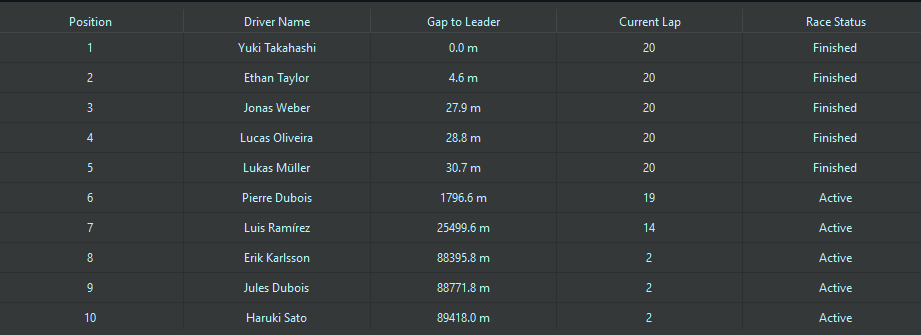 Position Driver Name Gap to Leader Current Lap Race Status
1 Yuki Takahashi 0.0 m 20 Finished
2 Ethan Taylor 4.6 m 20 Finished
3 Jonas Weber 27.9 m 20 Finished
4 Lucas Oliveira 28.8 m 20 Finished
5 Lukas Müller 30.7 m 20 Finished
6 Pierre Dubois 1796.6 m 19 Active
7 Luis Ramírez 25499.6 m 14 Active
8 Erik Karlsson 88395.8 m 2 Active
9 Jules Dubois 88771.8 m 2 Active
10 Haruki Sato 89418.0 m 2 Active